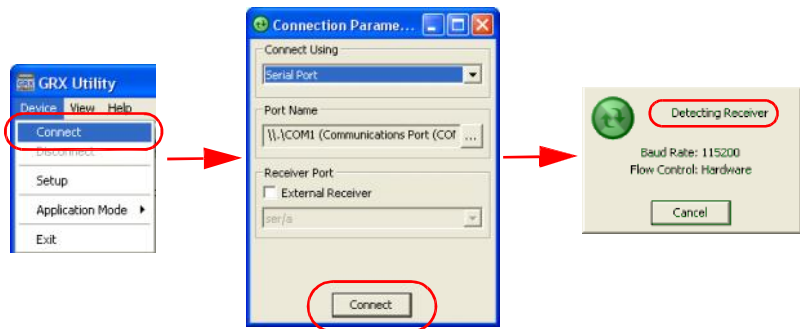 GRX Utility
Device View Help
Connect
Disconnect
Setup
Application Mode
Exit
Connection Parame...
Connect Using
Serial Port
Port Name
\\.\COM1 (Communications Port (COM ...
Receiver Port
External Receiver
ser/a
Connect
Detecting Receiver
Baud Rate: 115200
Flow Control: Hardware
Cancel